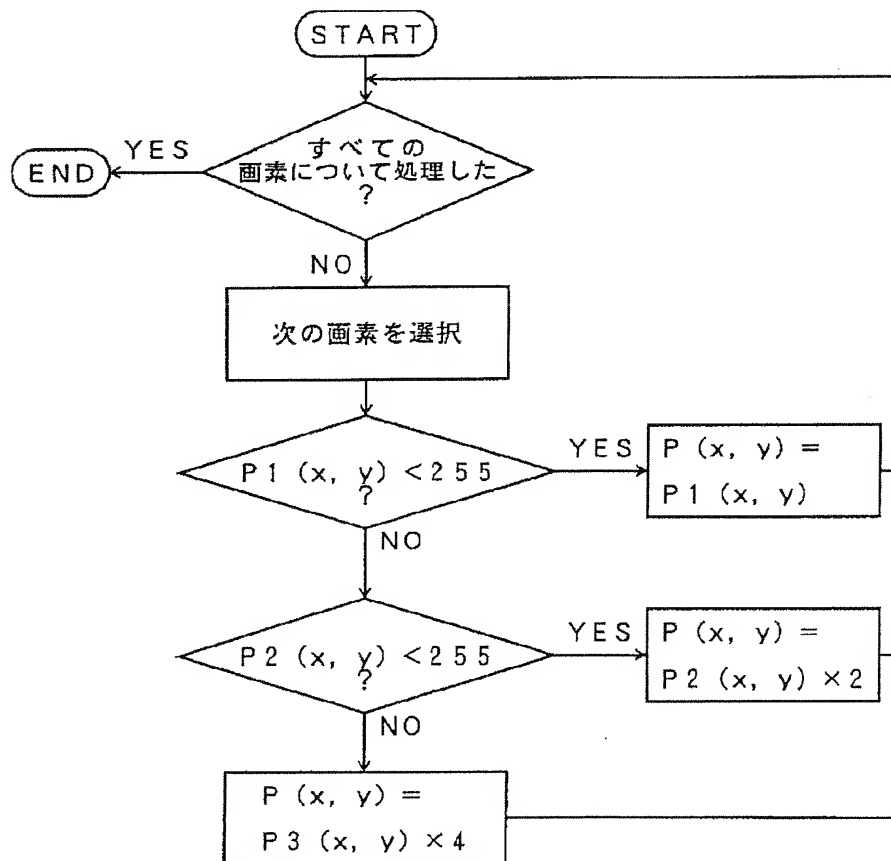 START
すべての
画素について処理した
?
YES
END
NO
次の画素を選択
P1 (x, y) <255
?
YES
P (x, y) =
P1 (x, y)
NO
P2 (x, y) <255
?
YES
P (x, y) =
P2 (x, y) ×2
NO
P (x, y) =
P3 (x, y) ×4